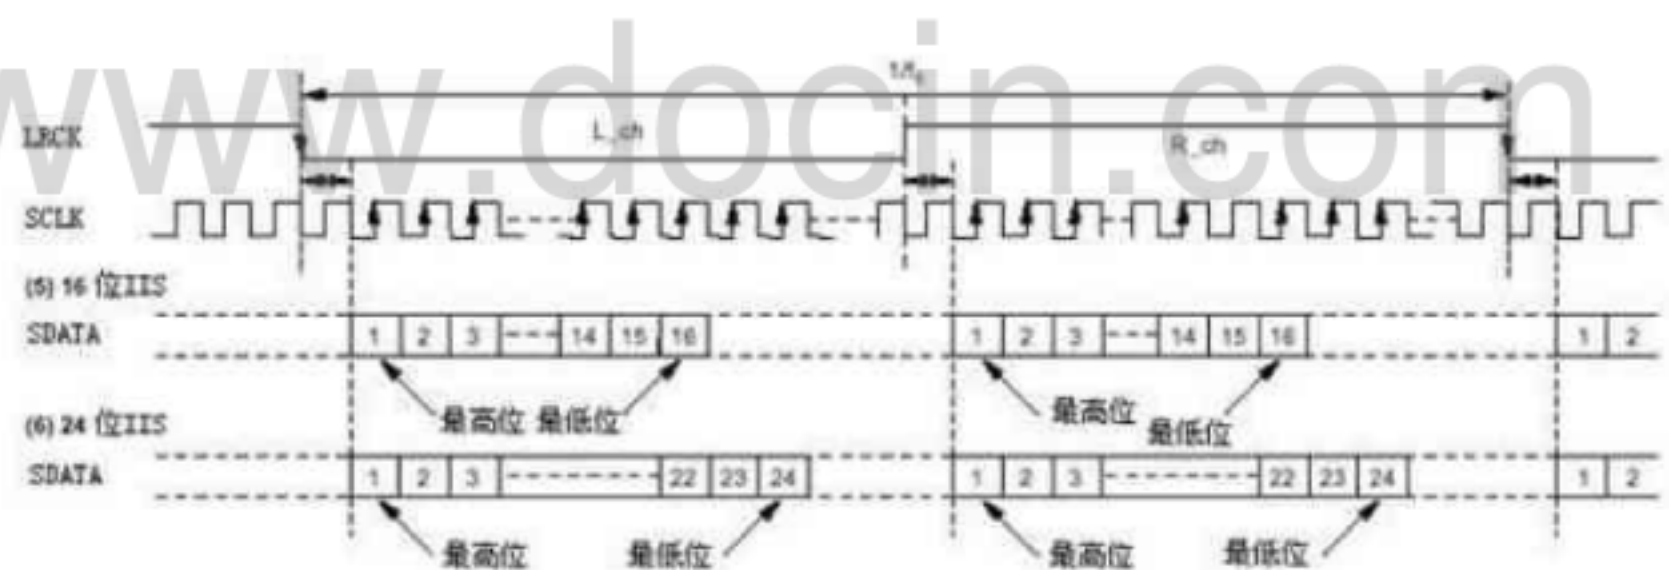 www.docin.com
1/fs
LRCK
L_ch
R_ch
SCLK
(5) 16 位IIS
SDATA
1 2 3 14 15 16 1 2 3 14 15 16 1 2
最高位 最低位 最高位 最低位
(6) 24 位IIS
SDATA
1 2 3 22 23 24 1 2 3 22 23 24 1 2
最高位 最低位 最高位 最低位